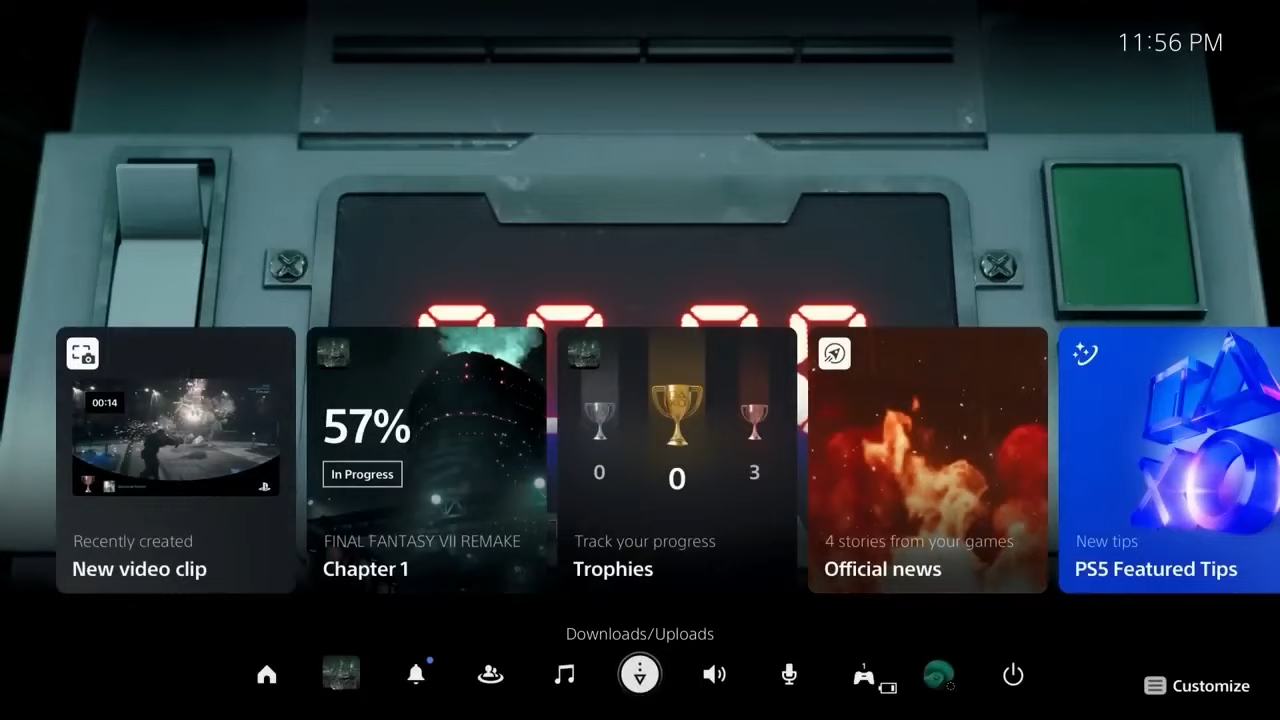 11:56 PM
00:14
Recently created
New video clip
57%
In Progress
FINAL FANTASY VII REMAKE
Chapter 1
0
0
3
Track your progress
Trophies
4 stories from your games
Official news
New tips
PS5 Featured Tips
Downloads/Uploads
1
Customize